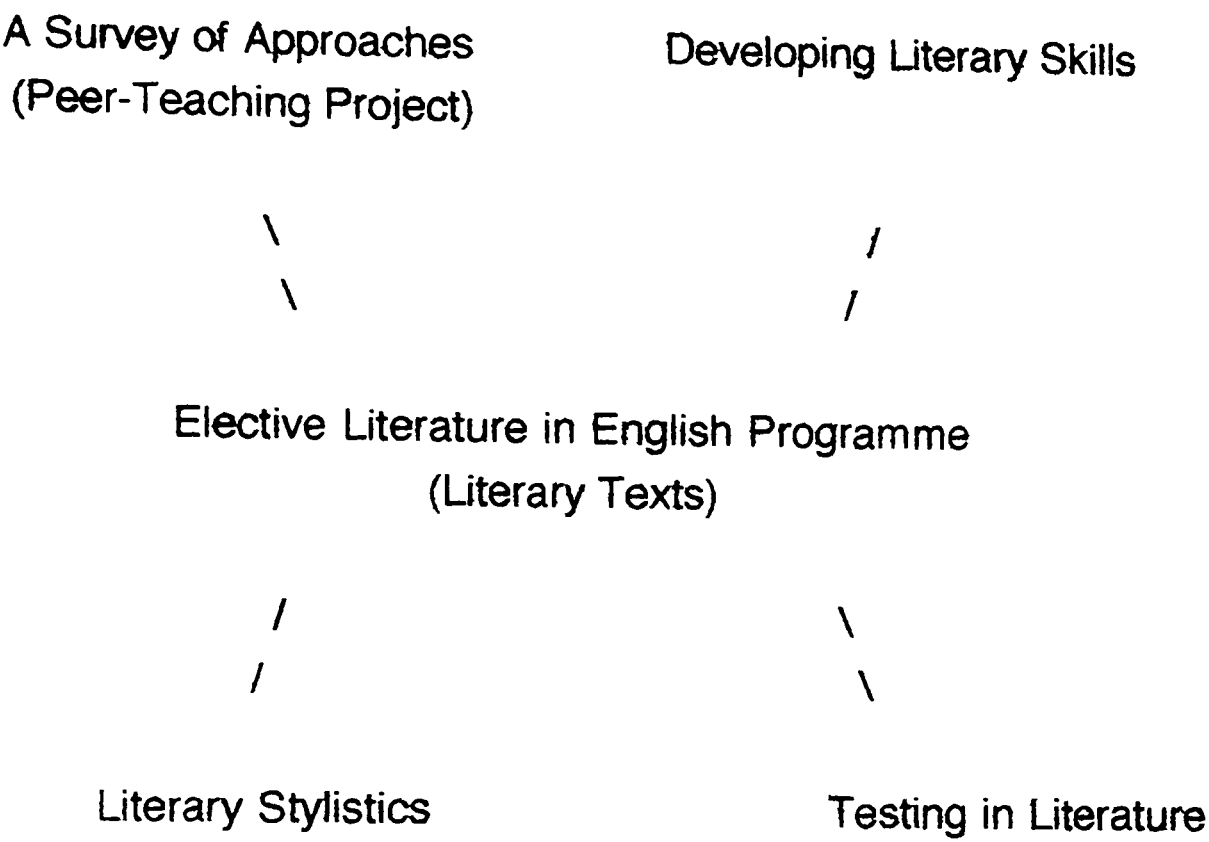 A Survey of Approaches
(Peer-Teaching Project)
Developing Literary Skills
Elective Literature in English Programme
(Literary Texts)
Literary Stylistics
Testing in Literature